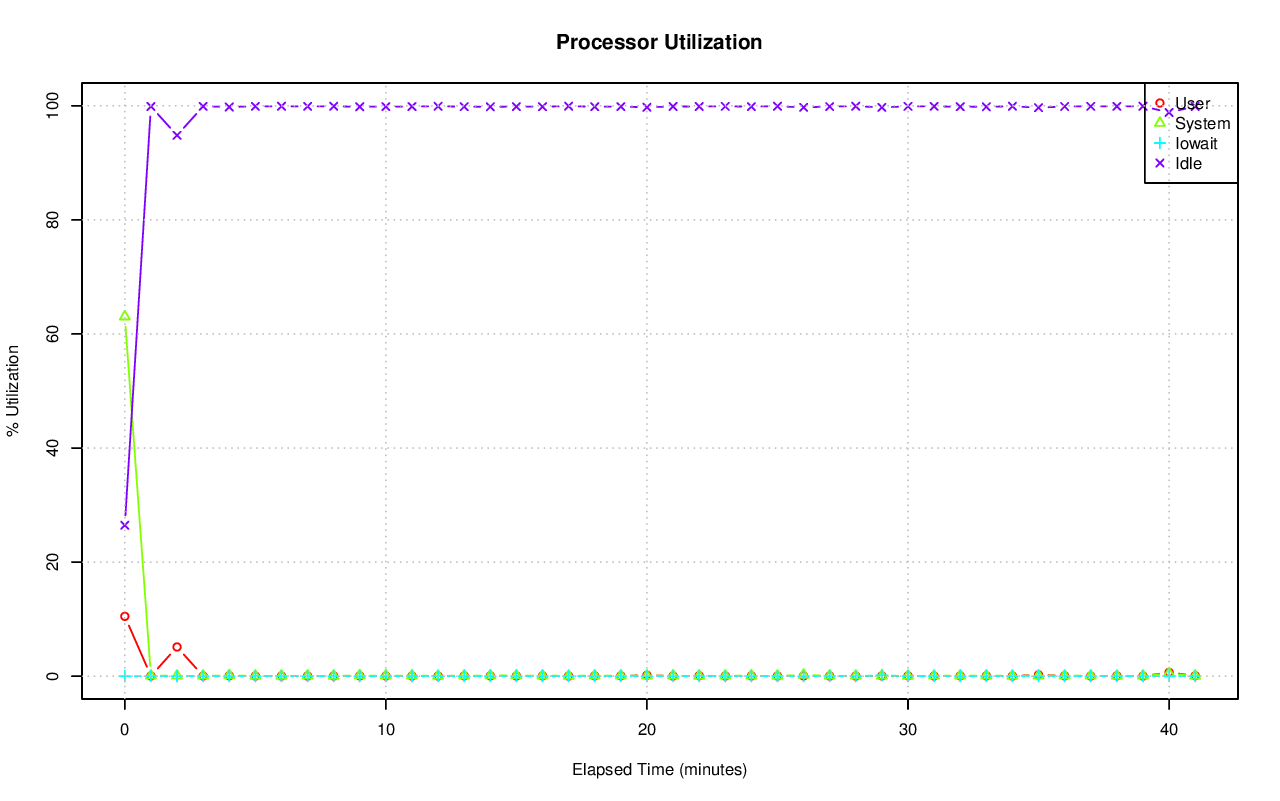 Processor Utilization
% Utilization
100
80
60
40
20
0
User
System
Iowait
Idle
0 10 20 30 40
Elapsed Time (minutes)